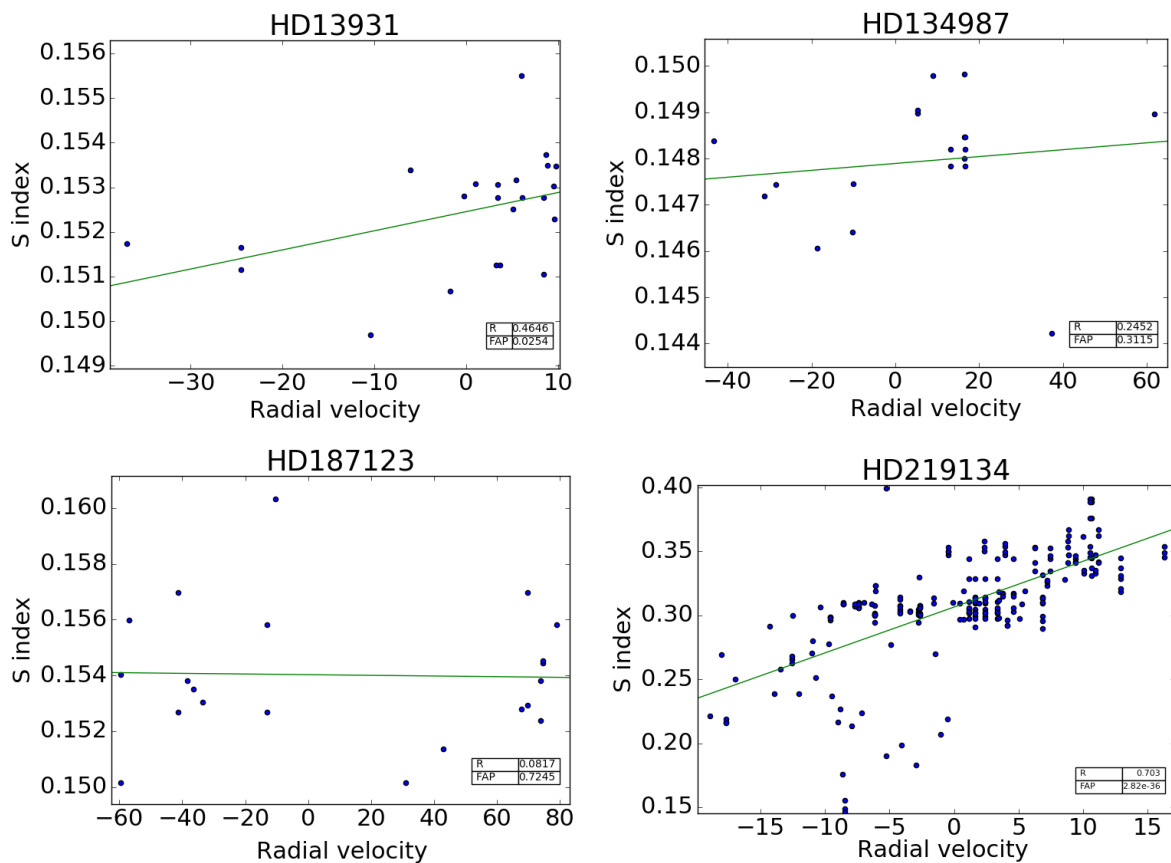 HD13931
0.156
0.155
0.154
0.153
0.152
0.151
0.150
0.149
S index
R 0.4646
FAP 0.0254
−30 −20 −10 0 10
Radial velocity
HD134987
0.150
0.149
0.148
0.147
0.146
0.145
0.144
S index
R 0.2452
FAP 0.3115
−40 −20 0 20 40 60
Radial velocity
HD187123
0.160
0.158
0.156
0.154
0.152
0.150
S index
R 0.0817
FAP 0.7245
−60 −40 −20 0 20 40 60 80
Radial velocity
HD219134
0.40
0.35
0.30
0.25
0.20
0.15
S index
R 0.703
FAP 2.82e-36
−15 −10 −5 0 5 10 15
Radial velocity